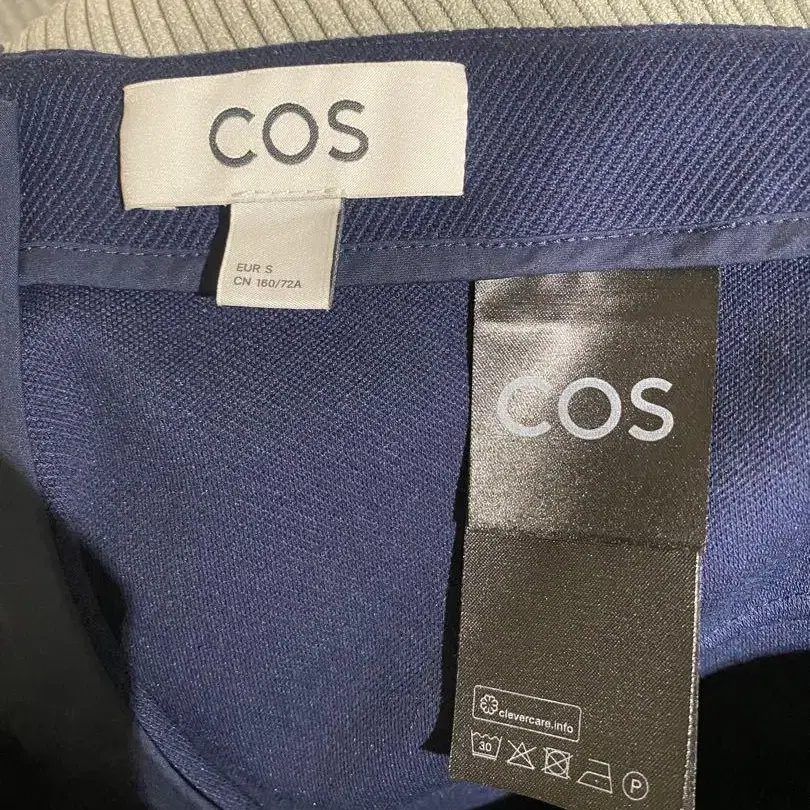 COS
EUR S
CN 160/72A
COS
clevercare.info
30
P